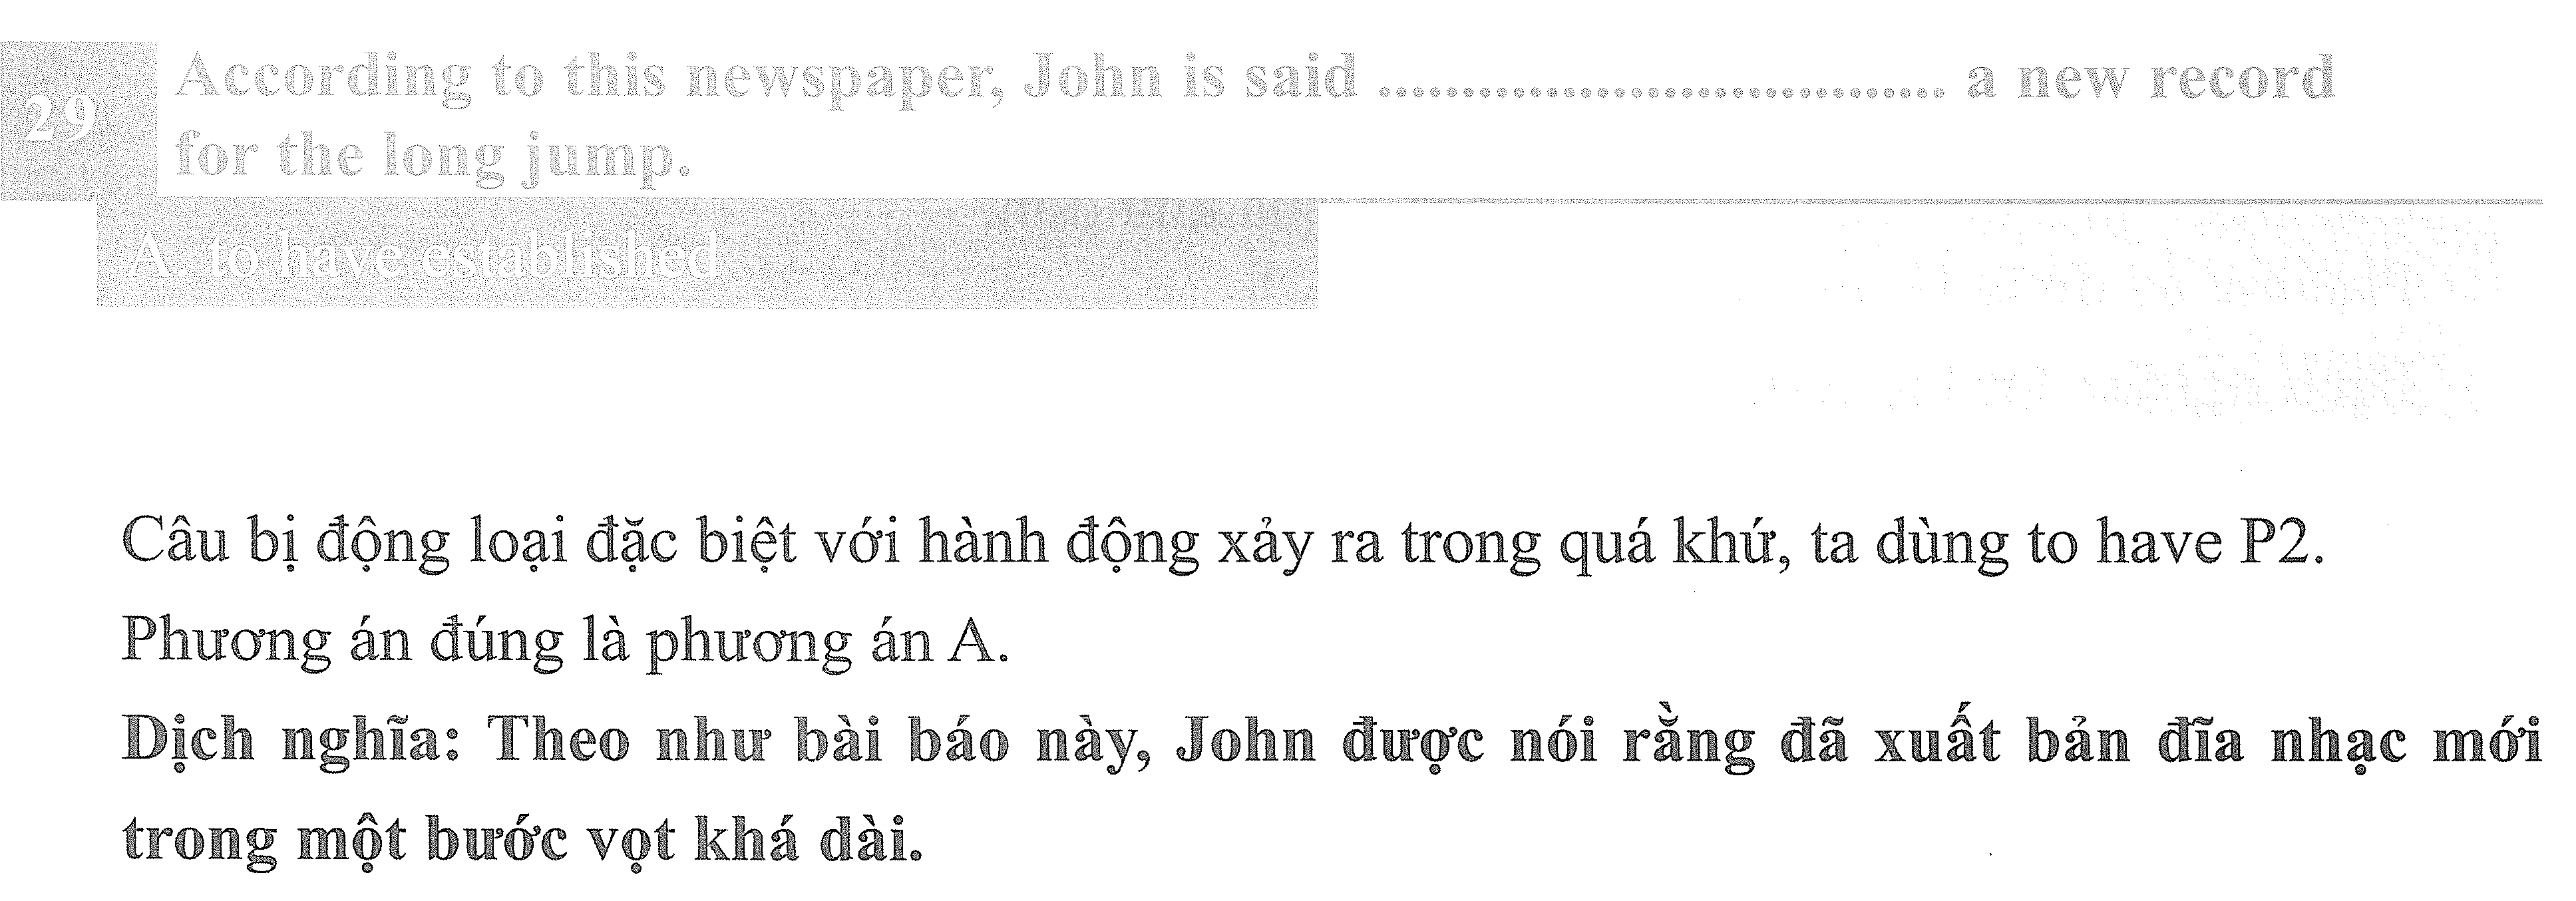 29
According to this newspaper, John is said .................................. a new record
for the long jump.
A. to have established
Câu bị động loại đặc biệt với hành động xảy ra trong quá khứ, ta dùng to have P2.
Phương án đúng là phương án A.
Dịch nghĩa: Theo như bài báo này, John được nói rằng đã xuất bản đĩa nhạc mới
trong một bước vọt khá dài.